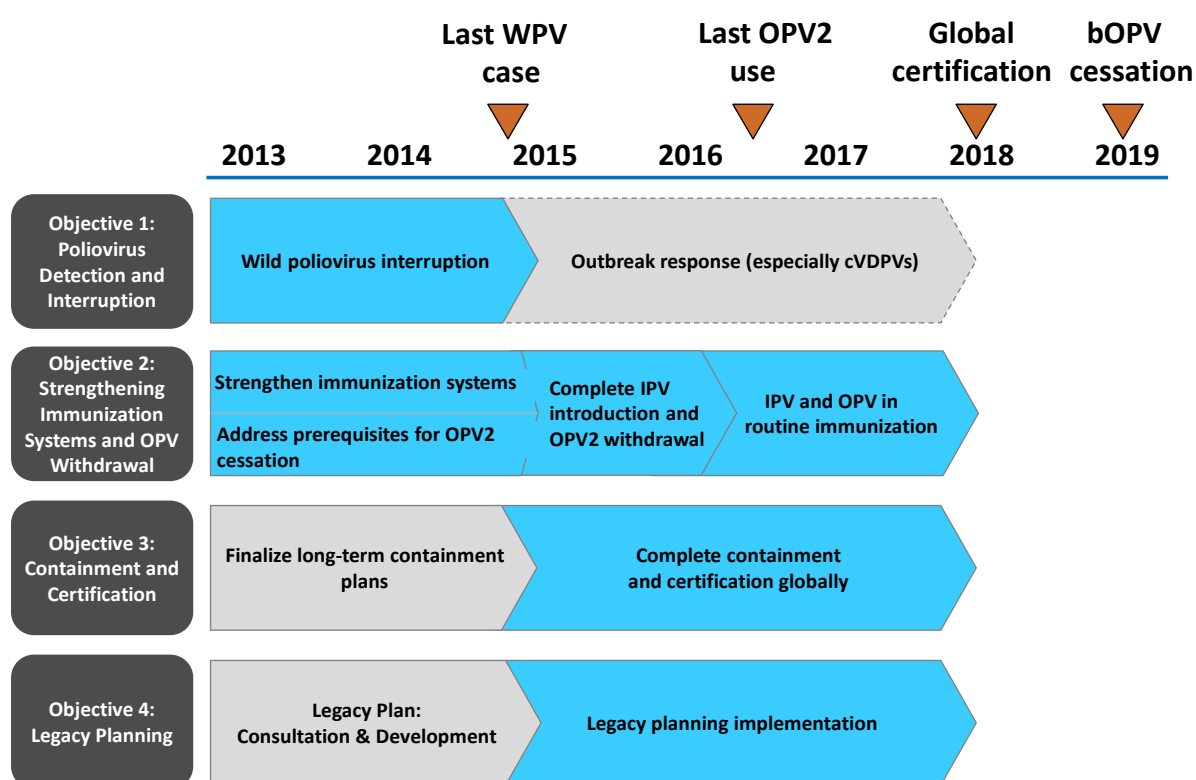 Last WPV
case
Last OPV2
use
Global
certification
bOPV
cessation
2013 2014 2015 2016 2017 2018 2019
Objective 1:
Poliovirus
Detection and
Interruption
Wild poliovirus interruption
Outbreak response (especially cVDPVs)
Objective 2:
Strengthening
Immunization
Systems and OPV
Withdrawal
Strengthen immunization systems
Address prerequisites for OPV2
cessation
Complete IPV
introduction and
OPV2 withdrawal
IPV and OPV in
routine immunization
Objective 3:
Containment and
Certification
Finalize long-term containment
plans
Complete containment
and certification globally
Objective 4:
Legacy Planning
Legacy Plan:
Consultation & Development
Legacy planning implementation